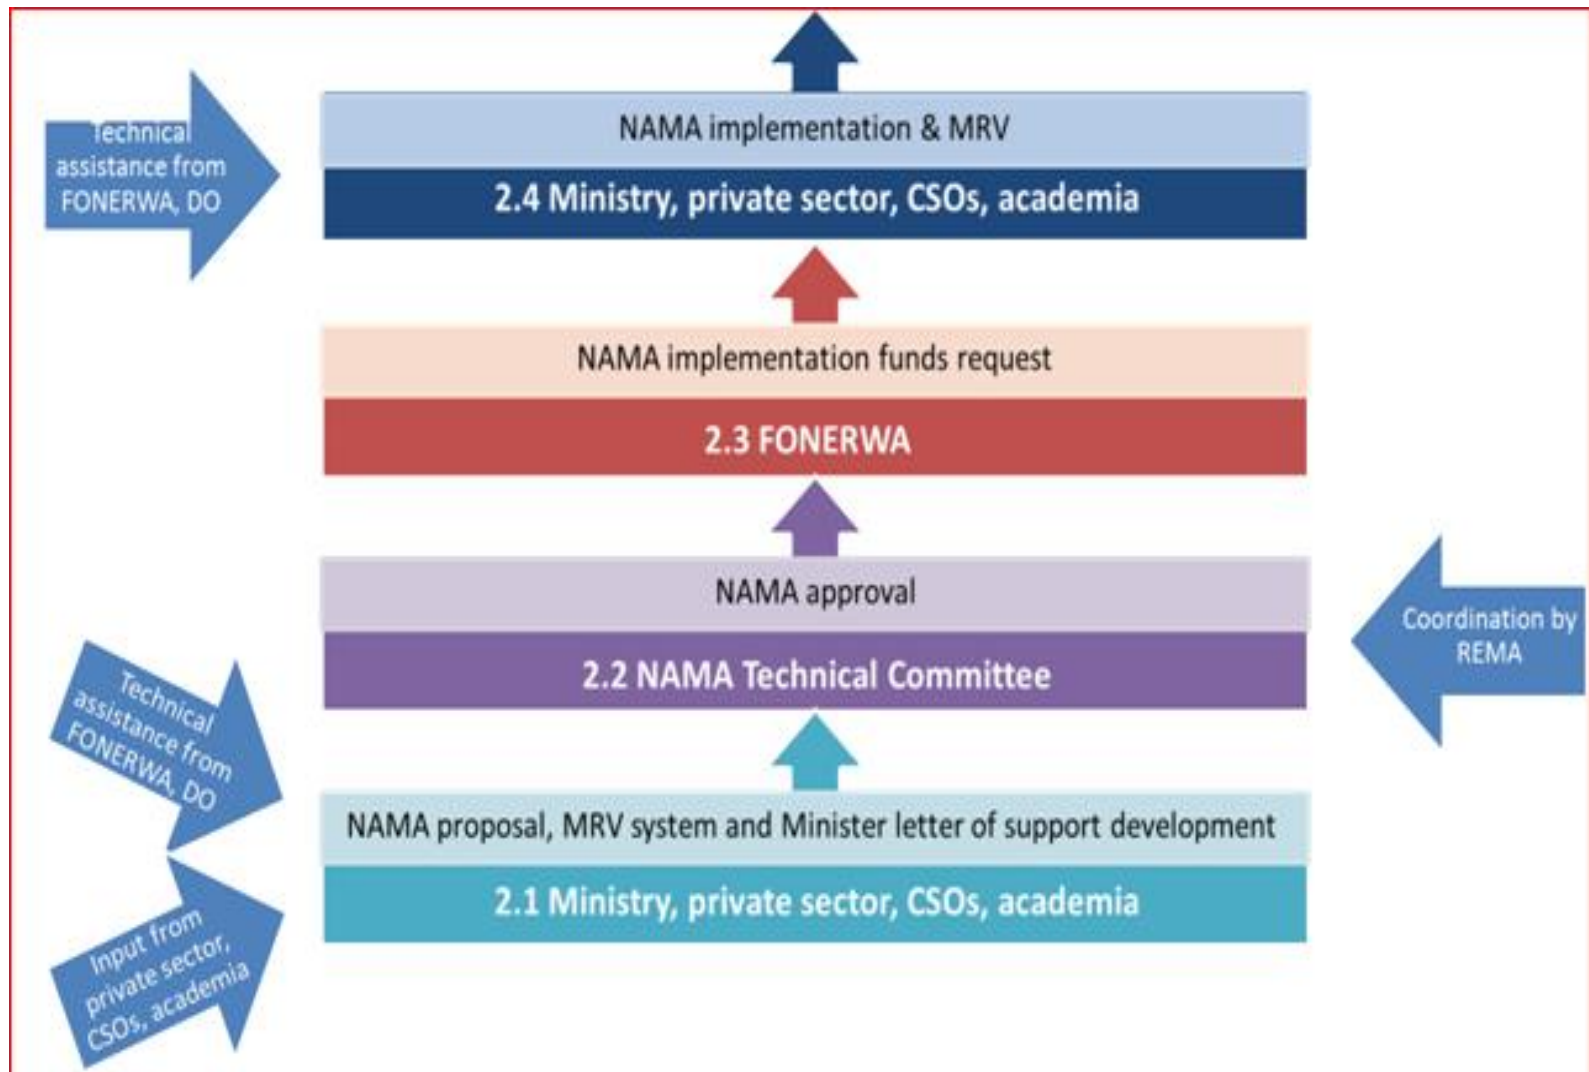 Technical
assistance from
FONERWA, DO
NAMA implementation & MRV
2.4 Ministry, private sector, CSOs, academia
NAMA implementation funds request
2.3 FONERWA
NAMA approval
2.2 NAMA Technical Committee
Coordination by
REMA
Technical
assistance from
FONERWA, DO
NAMA proposal, MRV system and Minister letter of support development
2.1 Ministry, private sector, CSOs, academia
Input from
private sector,
CSOs, academia